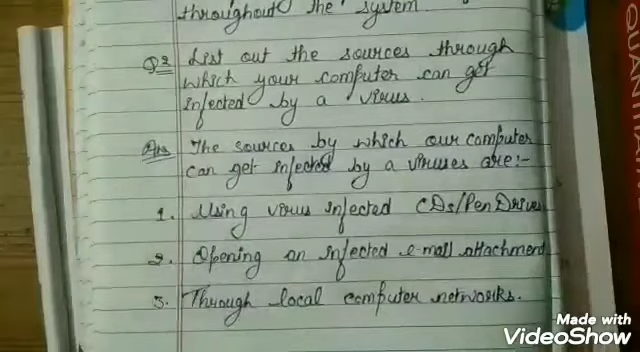 throughout the system
Q2 List out the sources through
which your computer can get
infected by a virus.
Ans The sources by which our computer
can get infected by a viruses are:-
1. Using virus infected CDs/Pen Drives
2. Opening an infected e-mail attachment
3. Through local computer networks.
Made with
VideoShow